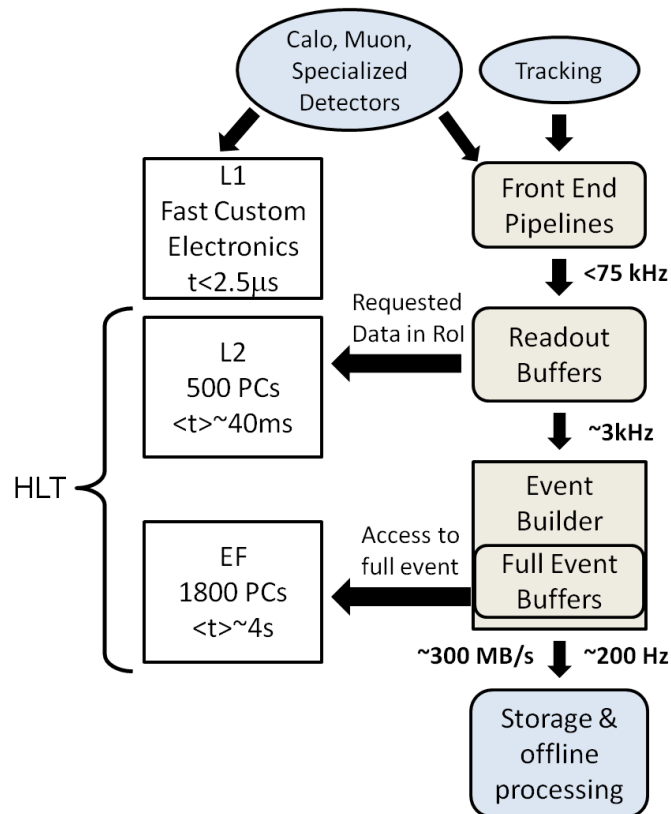 Calo, Muon,
Specialized
Detectors
Tracking
L1
Fast Custom
Electronics
t<2.5μs
Front End
Pipelines
<75 kHz
Requested
Data in RoI
L2
500 PCs
<t>~40ms
Readout
Buffers
~3kHz
HLT
Event
Builder
Full Event
Buffers
Access to
full event
EF
1800 PCs
<t>~4s
~300 MB/s
~200 Hz
Storage &
offline
processing